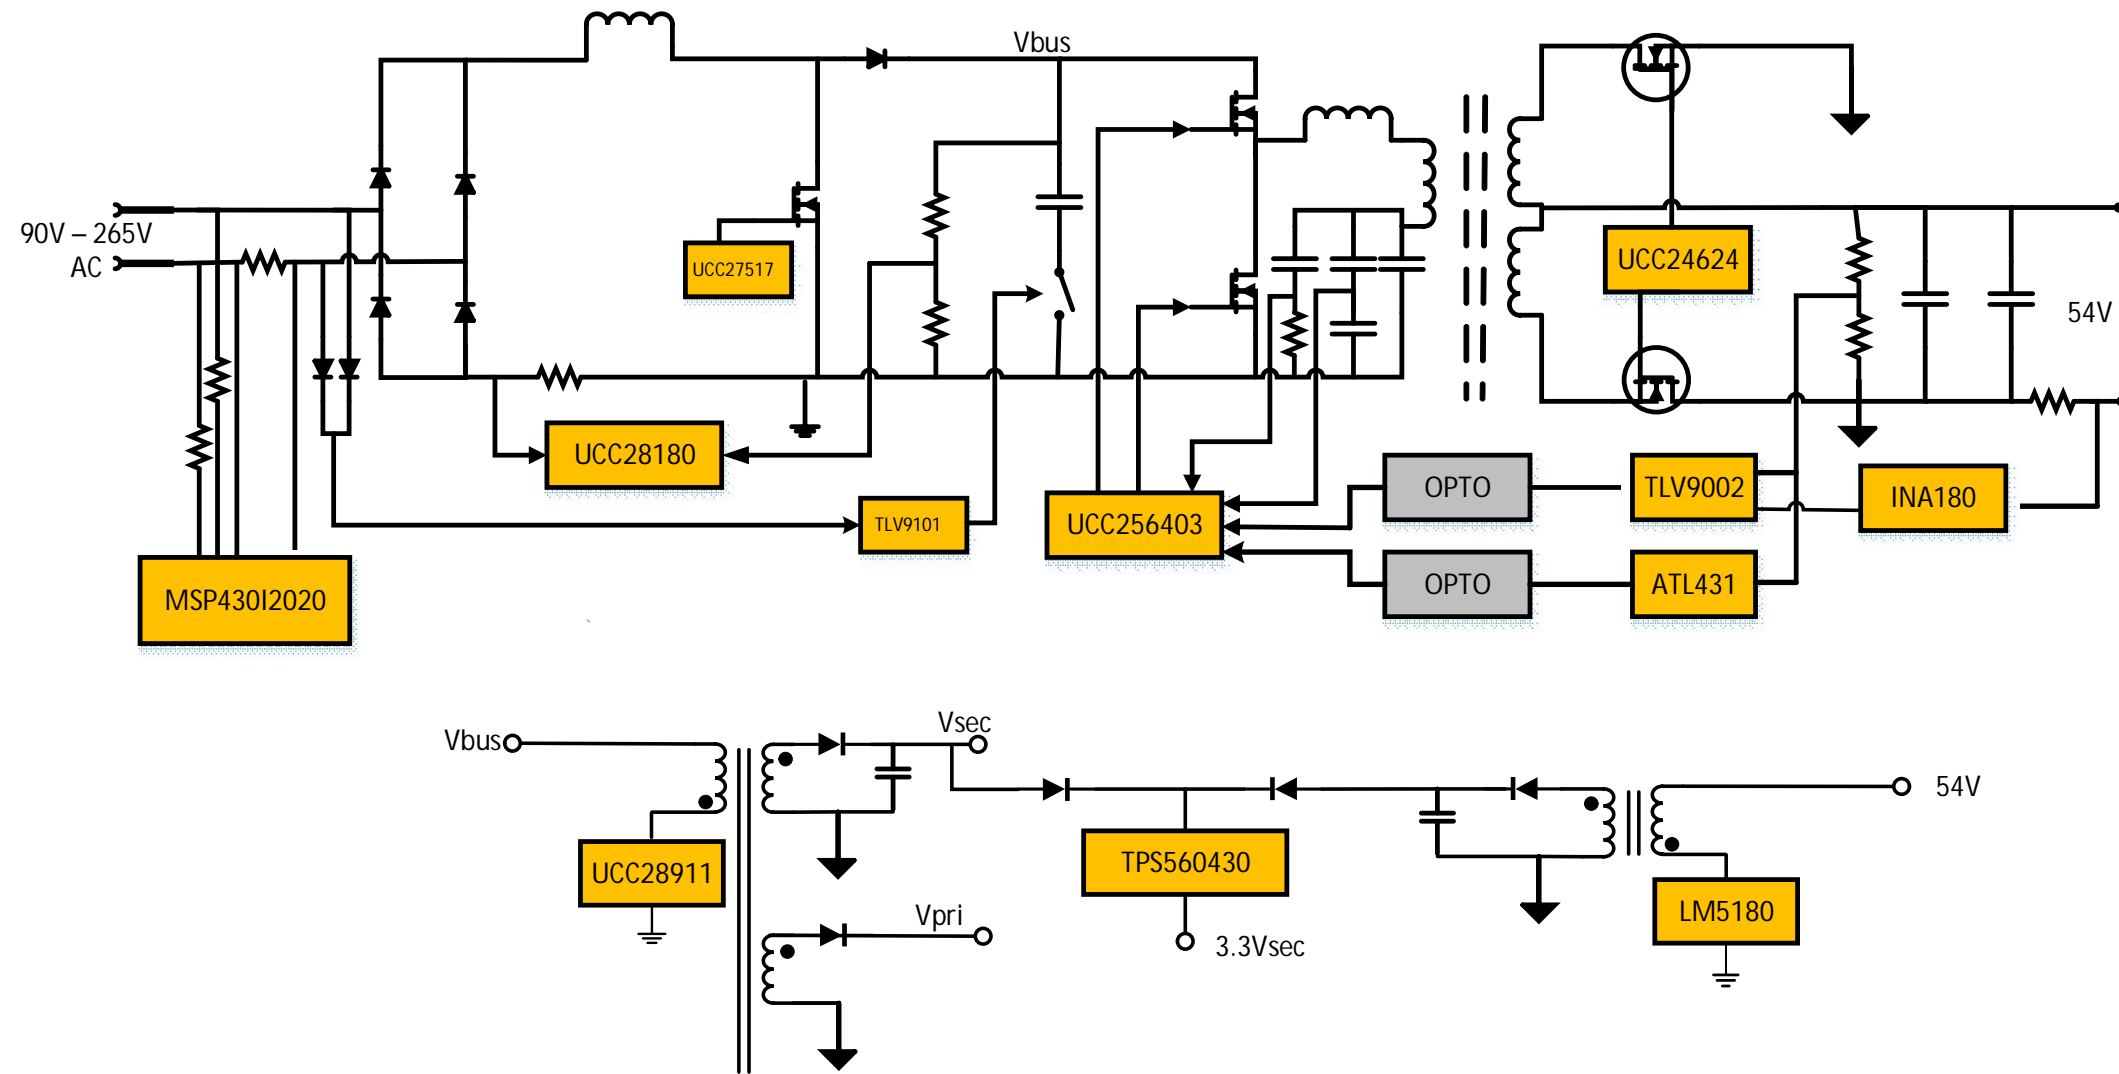 Vbus
90V – 265V
AC
UCC27517
UCC24624
54V
UCC28180
OPTO
TLV9002
INA180
TLV9101
UCC256403
OPTO
ATL431
MSP430I2020
Vbus
Vsec
54V
UCC28911
TPS560430
LM5180
Vpri
3.3Vsec